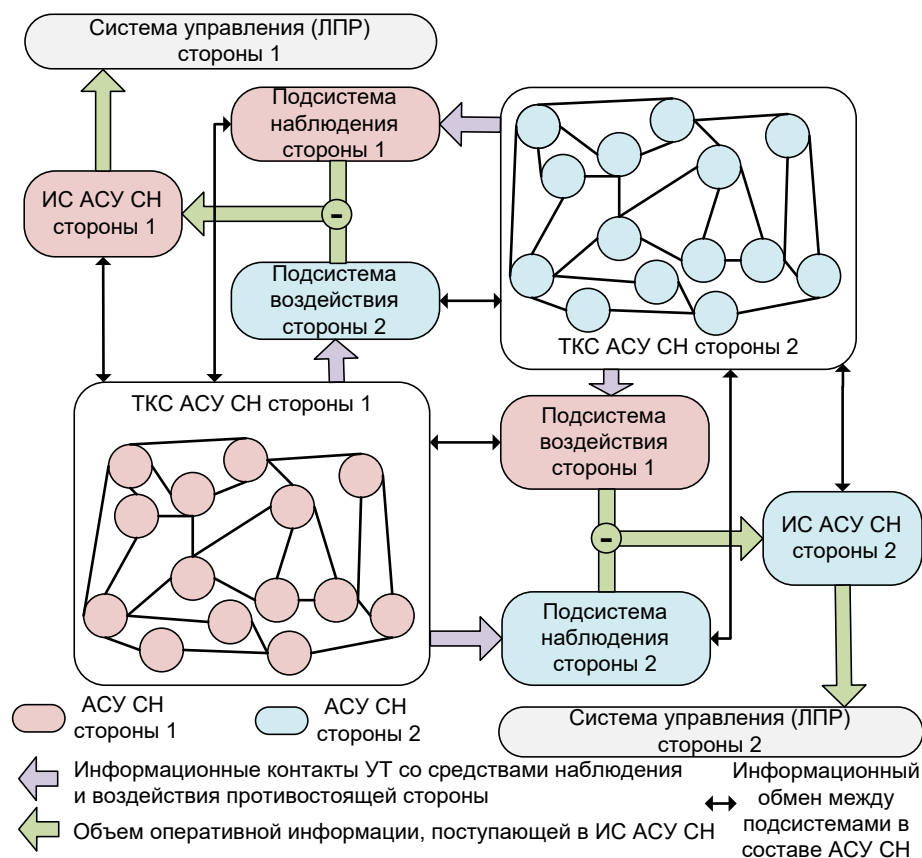 Система управления (ЛПР)
стороны 1
Подсистема
наблюдения
стороны 1
ИС АСУ СН
стороны 1
-
Подсистема
воздействия
стороны 2
ТКС АСУ СН стороны 2
ТКС АСУ СН стороны 1
Подсистема
воздействия
стороны 1
-
ИС АСУ СН
стороны 2
Подсистема
наблюдения
стороны 2
Система управления (ЛПР)
стороны 2
АСУ СН
стороны 1
АСУ СН
стороны 2
Информационные контакты УТ со средствами наблюдения
и воздействия противостоящей стороны
Объем оперативной информации, поступающей в ИС АСУ СН
Информационный
обмен между
подсистемами в
составе АСУ СН